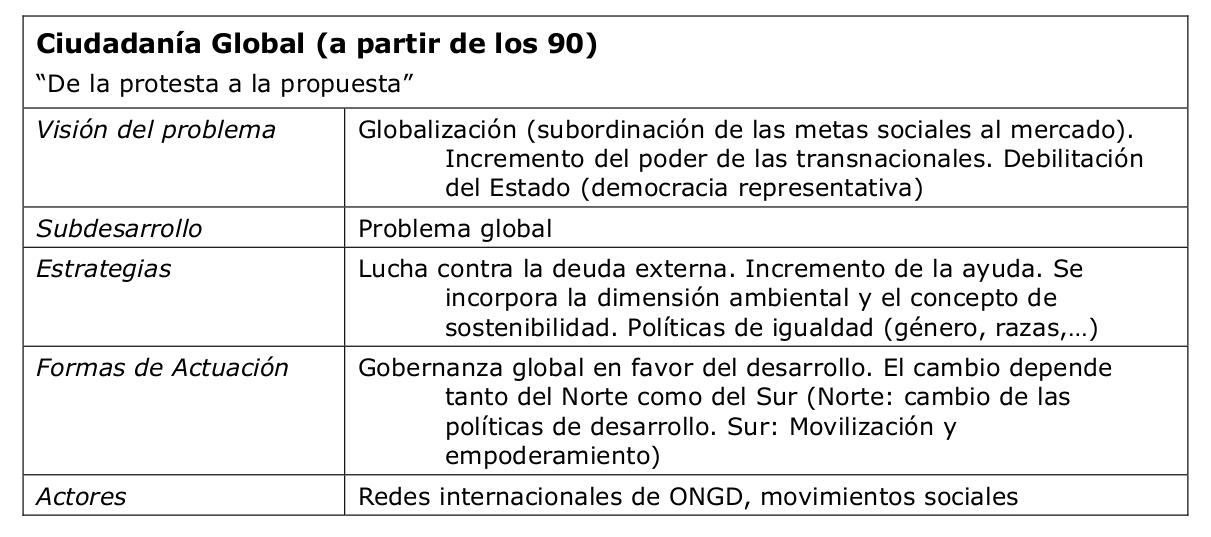 Ciudadanía Global (a partir de los 90)
“De la protesta a la propuesta”
Visión del problema
Globalización (subordinación de las metas sociales al mercado).
Incremento del poder de las transnacionales. Debilitación
del Estado (democracia representativa)
Subdesarrollo
Problema global
Estrategias
Lucha contra la deuda externa. Incremento de la ayuda. Se
incorpora la dimensión ambiental y el concepto de
sostenibilidad. Políticas de igualdad (género, razas,…)
Formas de Actuación
Gobernanza global en favor del desarrollo. El cambio depende
tanto del Norte como del Sur (Norte: cambio de las
políticas de desarrollo. Sur: Movilización y
empoderamiento)
Actores
Redes internacionales de ONGD, movimientos sociales